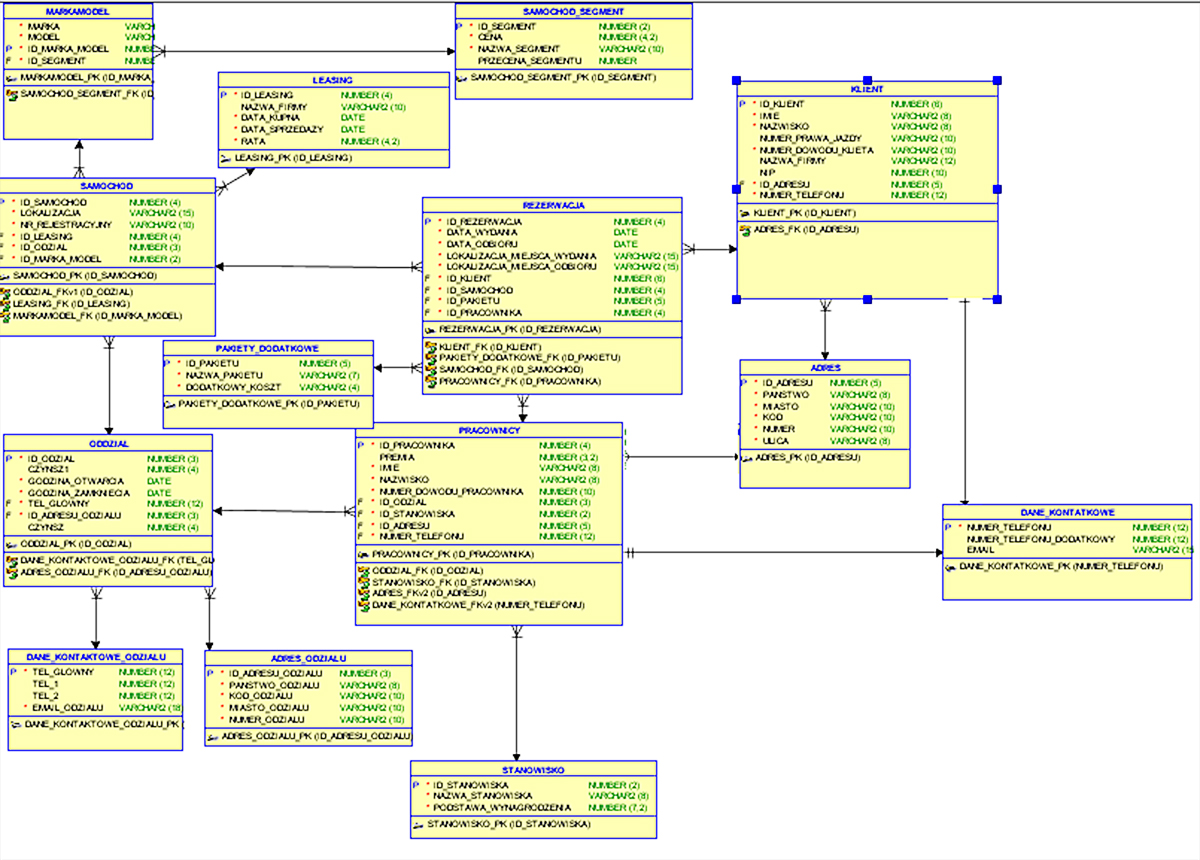 MARKAMODEL
* MARKA VARCH
* MODEL VARCH
P * ID_MARKA_MODEL NUMB
F * ID_SEGMENT NUMB
MARKAMODEL_PK (ID_MARKA
SAMOCHOD_SEGMENT_FK (ID
SAMOCHOD_SEGMENT
P * ID_SEGMENT NUMBER (2)
* CENA NUMBER (4,2)
* NAZWA_SEGMENT VARCHAR2 (10)
PRZECENA_SEGMENTU NUMBER
SAMOCHOD_SEGMENT_PK (ID_SEGMENT)
LEASING
P * ID_LEASING NUMBER (4)
NAZWA_FIRMY VARCHAR2 (10)
* DATA_KUPNA DATE
* DATA_SPRZEDAZY DATE
* RATA NUMBER (4,2)
LEASING_PK (ID_LEASING)
KLIENT
P * ID_KLIENT NUMBER (6)
* IMIE VARCHAR2 (8)
* NAZWISKO VARCHAR2 (8)
NUMER_PRAWA_JAZDY VARCHAR2 (10)
NUMER_DOWODU_KLIETA VARCHAR2 (10)
NAZWA_FIRMY VARCHAR2 (12)
NIP NUMBER (10)
F * ID_ADRESU NUMBER (5)
* NUMER_TELEFONU NUMBER (12)
KLIENT_PK (ID_KLIENT)
ADRES_FK (ID_ADRESU)
SAMOCHOD
P * ID_SAMOCHOD NUMBER (4)
* LOKALIZACJA VARCHAR2 (15)
* NR_REJESTRACYJNY VARCHAR2 (10)
F * ID_LEASING NUMBER (4)
F * ID_ODZIAL NUMBER (3)
F * ID_MARKA_MODEL NUMBER (2)
SAMOCHOD_PK (ID_SAMOCHOD)
ODDZIAL_FKv1 (ID_ODZIAL)
LEASING_FK (ID_LEASING)
MARKAMODEL_FK (ID_MARKA_MODEL)
REZERWACJA
P * ID_REZERWACJA NUMBER (4)
* DATA_WYDANIA DATE
* DATA_ODBIORU DATE
* LOKALIZACJA_MIEJSCA_WYDANIA VARCHAR2 (15)
* LOKALIZACJA_MIEJSCA_ODBIORU VARCHAR2 (15)
F * ID_KLIENT NUMBER (6)
F * ID_SAMOCHOD NUMBER (4)
F * ID_PAKIETU NUMBER (5)
F * ID_PRACOWNIKA NUMBER (4)
REZERWACJA_PK (ID_REZERWACJA)
KLIENT_FK (ID_KLIENT)
PAKIETY_DODATKOWE_FK (ID_PAKIETU)
SAMOCHOD_FK (ID_SAMOCHOD)
PRACOWNICY_FK (ID_PRACOWNIKA)
PAKIETY_DODATKOWE
P * ID_PAKIETU NUMBER (5)
* NAZWA_PAKIETU VARCHAR2 (7)
* DODATKOWY_KOSZT VARCHAR2 (4)
PAKIETY_DODATKOWE_PK (ID_PAKIETU)
ADRES
P * ID_ADRESU NUMBER (5)
* PANSTWO VARCHAR2 (8)
* MIASTO VARCHAR2 (10)
* KOD VARCHAR2 (10)
* NUMER VARCHAR2 (10)
* ULICA VARCHAR2 (8)
ADRES_PK (ID_ADRESU)
ODDZIAL
P * ID_ODZIAL NUMBER (3)
CZYNSZ1 NUMBER (4)
* GODZINA_OTWARCIA DATE
* GODZINA_ZAMKNIECIA DATE
F * TEL_GLOWNY NUMBER (12)
F * ID_ADRESU_ODZIALU NUMBER (3)
CZYNSZ NUMBER (4)
ODDZIAL_PK (ID_ODZIAL)
DANE_KONTAKTOWE_ODZIALU_FK (TEL_GL
ADRES_ODZIALU_FK (ID_ADRESU_ODZIALU)
PRACOWNICY
P * ID_PRACOWNIKA NUMBER (4)
PREMIA NUMBER (3,2)
* IMIE VARCHAR2 (8)
* NAZWISKO VARCHAR2 (8)
* NUMER_DOWODU_PRACOWNIKA NUMBER (10)
F * ID_ODZIAL NUMBER (3)
F * ID_STANOWISKA NUMBER (2)
F * ID_ADRESU NUMBER (5)
F * NUMER_TELEFONU NUMBER (12)
PRACOWNICY_PK (ID_PRACOWNIKA)
ODDZIAL_FK (ID_ODZIAL)
STANOWISKO_FK (ID_STANOWISKA)
ADRES_FKv2 (ID_ADRESU)
DANE_KONTATKOWE_FKv2 (NUMER_TELEFONU)
DANE_KONTATKOWE
P * NUMER_TELEFONU NUMBER (12)
NUMER_TELEFONU_DODATKOWY NUMBER (12)
EMAIL VARCHAR2 (15
DANE_KONTATKOWE_PK (NUMER_TELEFONU)
DANE_KONTAKTOWE_ODZIALU
P * TEL_GLOWNY NUMBER (12)
TEL_1 NUMBER (12)
TEL_2 NUMBER (12)
* EMAIL_ODZIALU VARCHAR2 (18
DANE_KONTAKTOWE_ODZIALU_PK
ADRES_ODZIALU
P * ID_ADRESU_ODZIALU NUMBER (3)
* PANSTWO_ODZIALU VARCHAR2 (8)
* KOD_ODZIALU VARCHAR2 (10)
* MIASTO_ODZIALU VARCHAR2 (10)
* NUMER_ODZIALU VARCHAR2 (10)
ADRES_ODZIALU_PK (ID_ADRESU_ODZIALU
STANOWISKO
P * ID_STANOWISKA NUMBER (2)
* NAZWA_STANOWISKA VARCHAR2 (8)
* PODSTAWA_WYNAGRODZENIA NUMBER (7,2)
STANOWISKO_PK (ID_STANOWISKA)